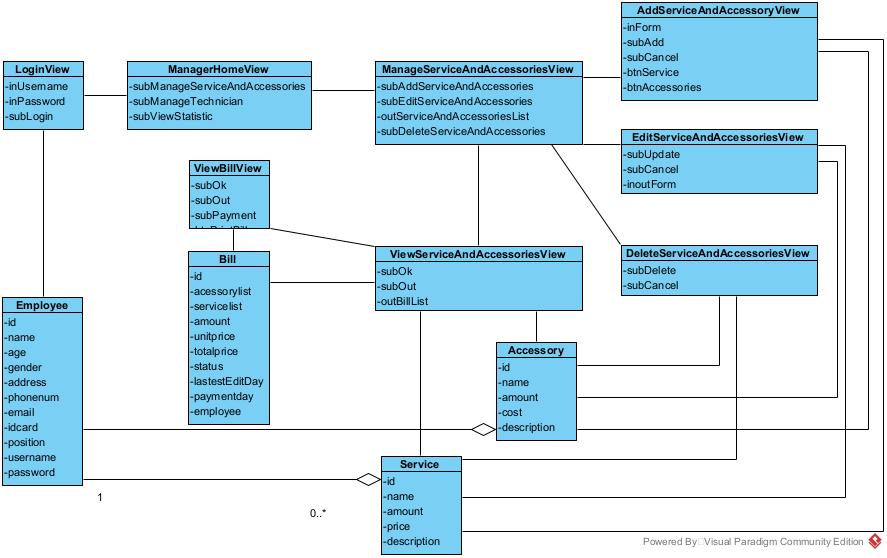 AddServiceAndAccessoryView
-inForm
-subAdd
-subCancel
-btnService
-btnAccessories
LoginView
-inUsername
-inPassword
-subLogin
ManagerHomeView
-subManageServiceAndAccessories
-subManageTechnician
-subViewStatistic
ManageServiceAndAccessoriesView
-subAddServiceAndAccessories
-subEditServiceAndAccessories
-outServiceAndAccessoriesList
-subDeleteServiceAndAccessories
EditServiceAndAccessoriesView
-subUpdate
-subCancel
-inoutForm
ViewBillView
-subOk
-subOut
-subPayment
Bill
-id
-acessorylist
-servicelist
-amount
-unitprice
-totalprice
-status
-lastestEditDay
-paymentday
-employee
ViewServiceAndAccessoriesView
-subOk
-subOut
-outBillList
DeleteServiceAndAccessoriesView
-subDelete
-subCancel
Employee
-id
-name
-age
-gender
-address
-phonenum
-email
-idcard
-position
-username
-password
Accessory
-id
-name
-amount
-cost
-description
Service
-id
-name
-amount
-price
-description
1
0..*
Powered By Visual Paradigm Community Edition